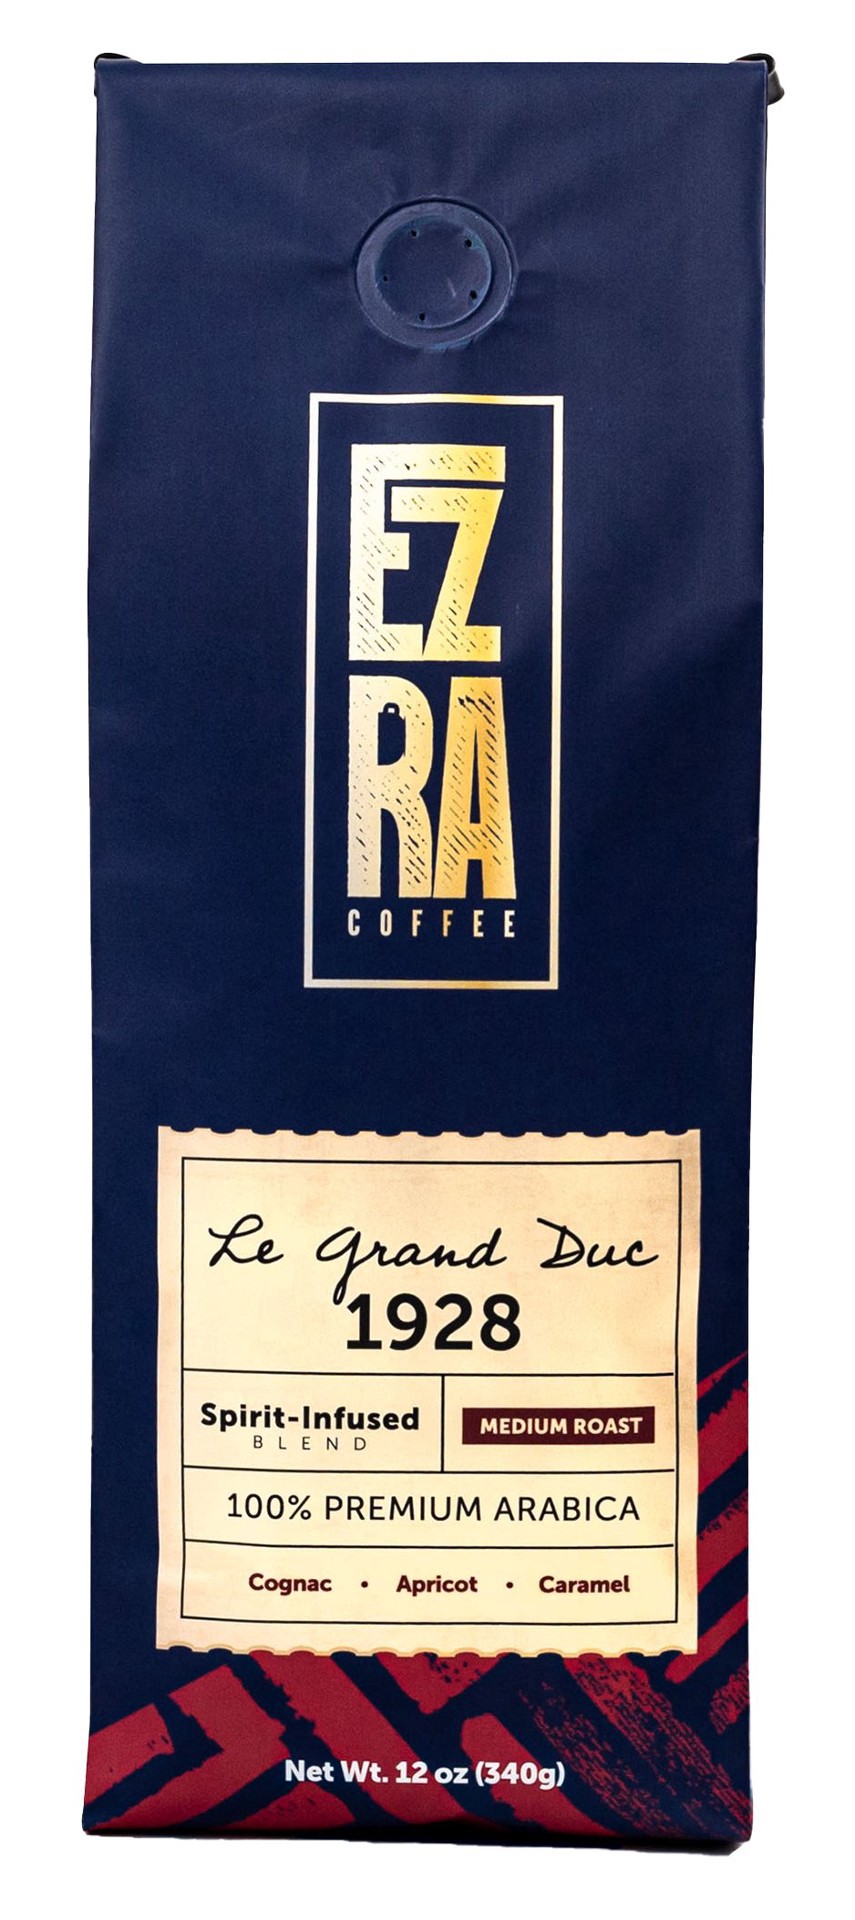 EZ
RA
COFFEE
Le Grand Duc
1928
Spirit-Infused
BLEND
MEDIUM ROAST
100% PREMIUM ARABICA
Cognac • Apricot • Caramel
Net Wt. 12 oz (340g)